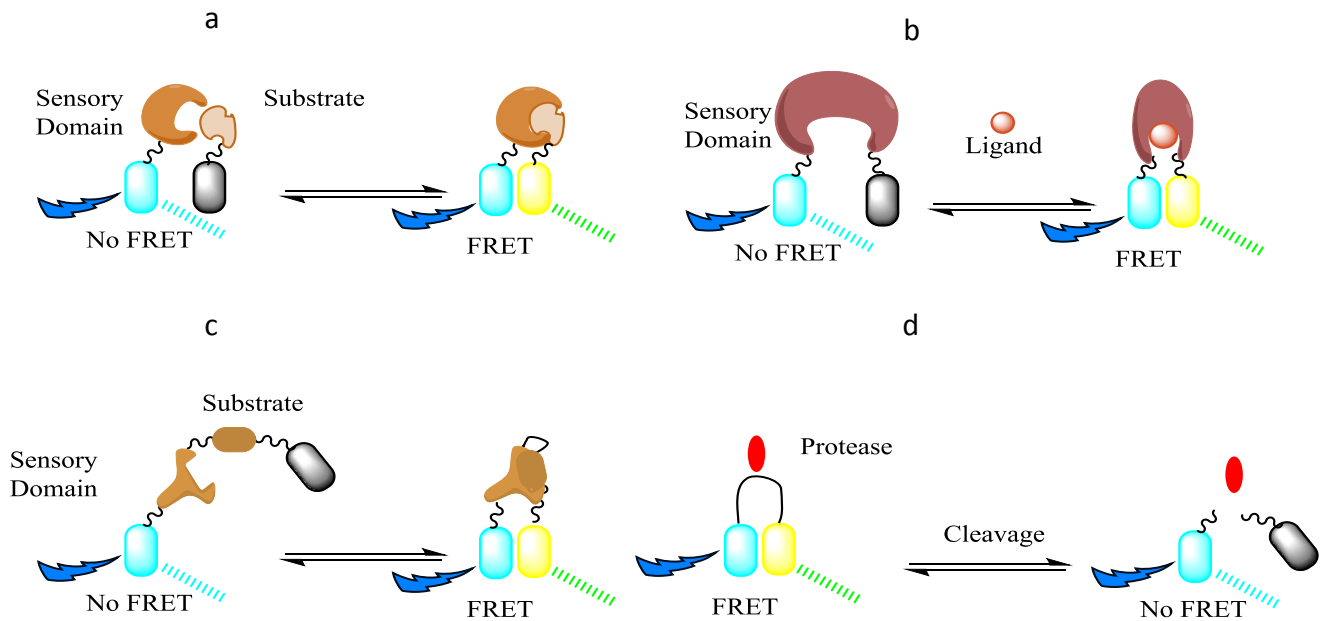 a
Sensory
Domain
Substrate
No FRET
FRET
b
Sensory
Domain
Ligand
No FRET
FRET
c
Substrate
Sensory
Domain
No FRET
FRET
d
Protease
Cleavage
FRET
No FRET